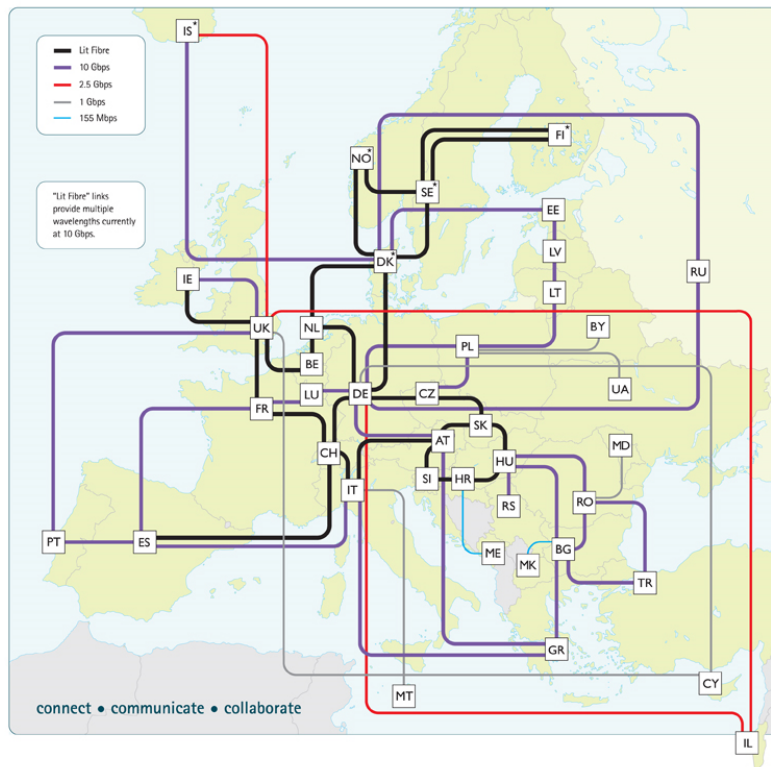 IS*
Lit Fibre
10 Gbps
2.5 Gbps
1 Gbps
155 Mbps
FI*
NO*
SE*
"Lit Fibre" links
provide multiple
wavelengths currently
at 10 Gbps.
EE
LV
DK*
RU
IE
LT
UK
NL
BY
PL
BE
LU
DE
CZ
UA
FR
SK
AT
MD
CH
HU
SI
HR
IT
RS
RO
PT
ES
ME
MK
BG
TR
GR
CY
MT
connect • communicate • collaborate
IL